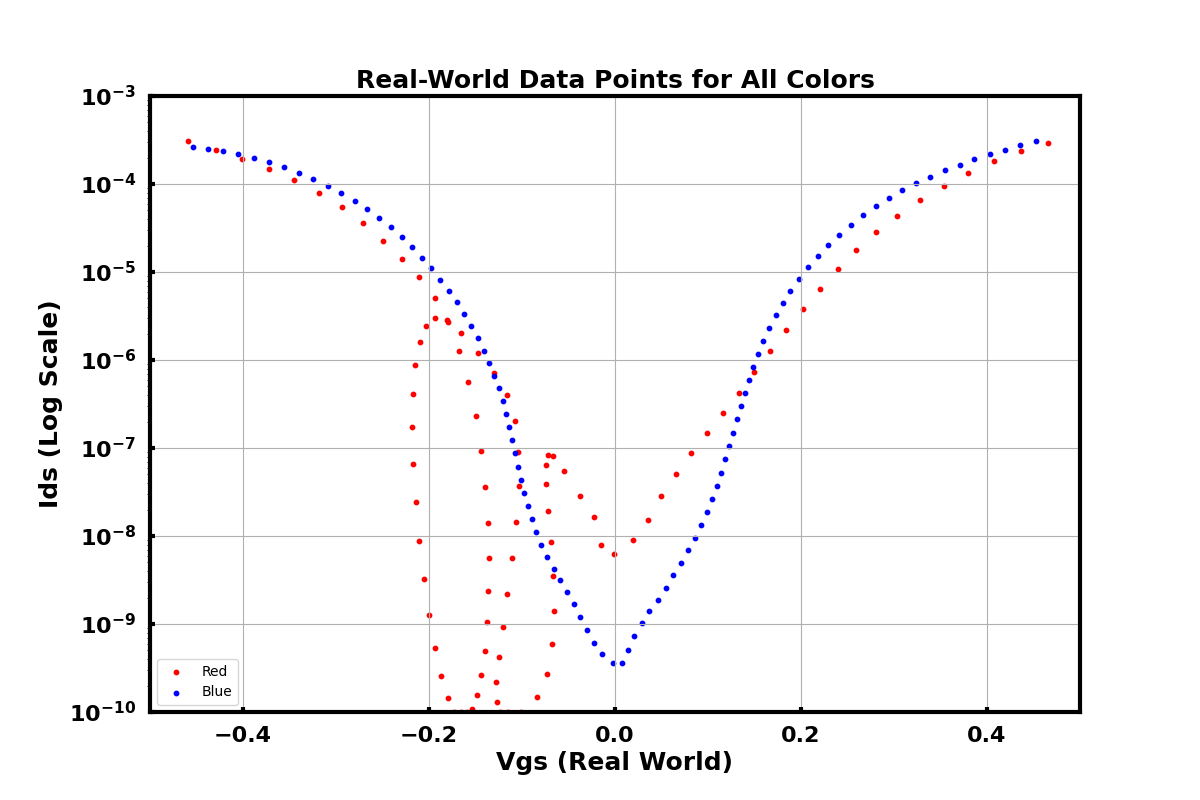 Real-World Data Points for All Colors
10⁻³
10⁻⁴
10⁻⁵
10⁻⁶
10⁻⁷
10⁻⁸
10⁻⁹
10⁻¹⁰
Ids (Log Scale)
Red
Blue
−0.4 −0.2 0.0 0.2 0.4
Vgs (Real World)